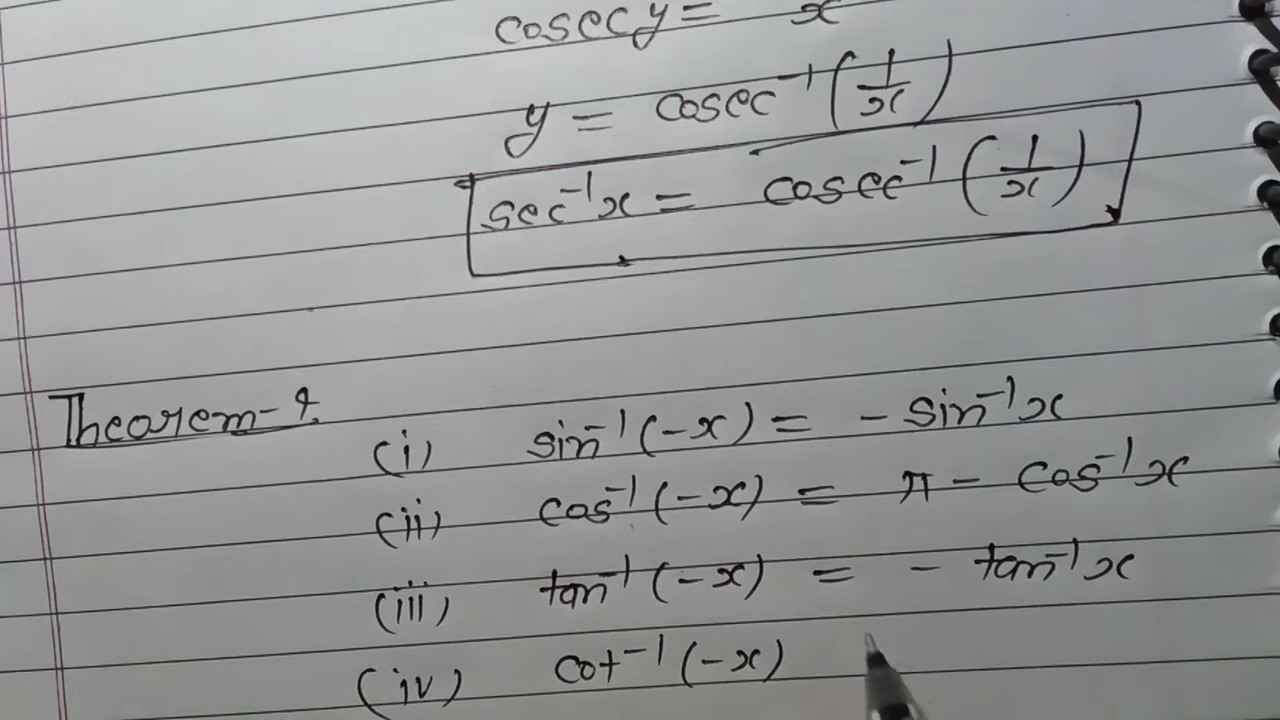 cosec y = x
y = cosec⁻¹(1/x)
sec⁻¹x = cosec⁻¹(1/x)
Theorem-
(i) sin⁻¹(-x) = - sin⁻¹x
(ii) cos⁻¹(-x) = π - cos⁻¹x
(iii) tan⁻¹(-x) = - tan⁻¹x
(iv) cot⁻¹(-x)